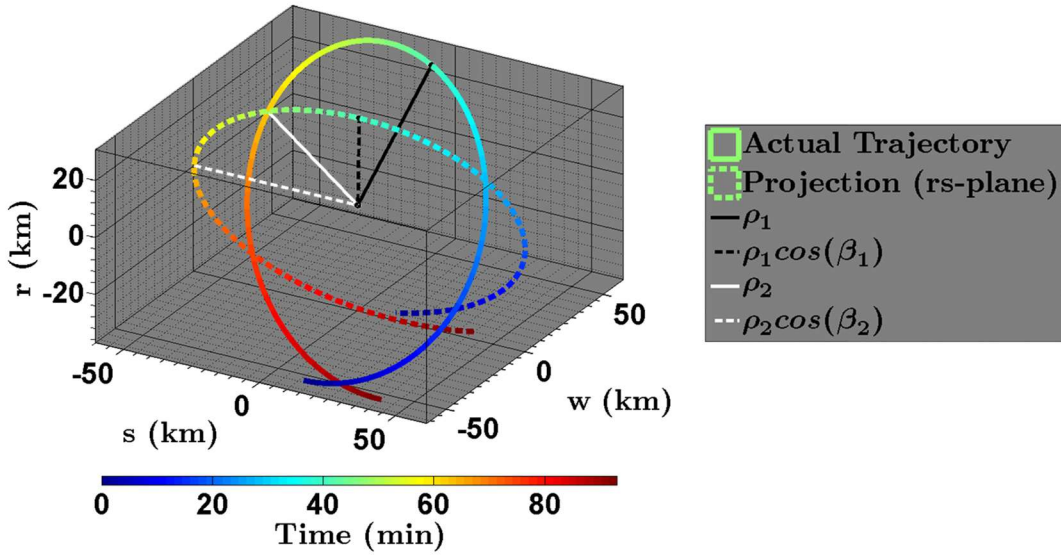 20
0
-20
r (km)
-50
0
50
s (km)
-50
0
50
w (km)
0 20 40 60 80
Time (min)
Actual Trajectory
Projection (rs-plane)
ρ₁
ρ₁cos(β₁)
ρ₂
ρ₂cos(β₂)